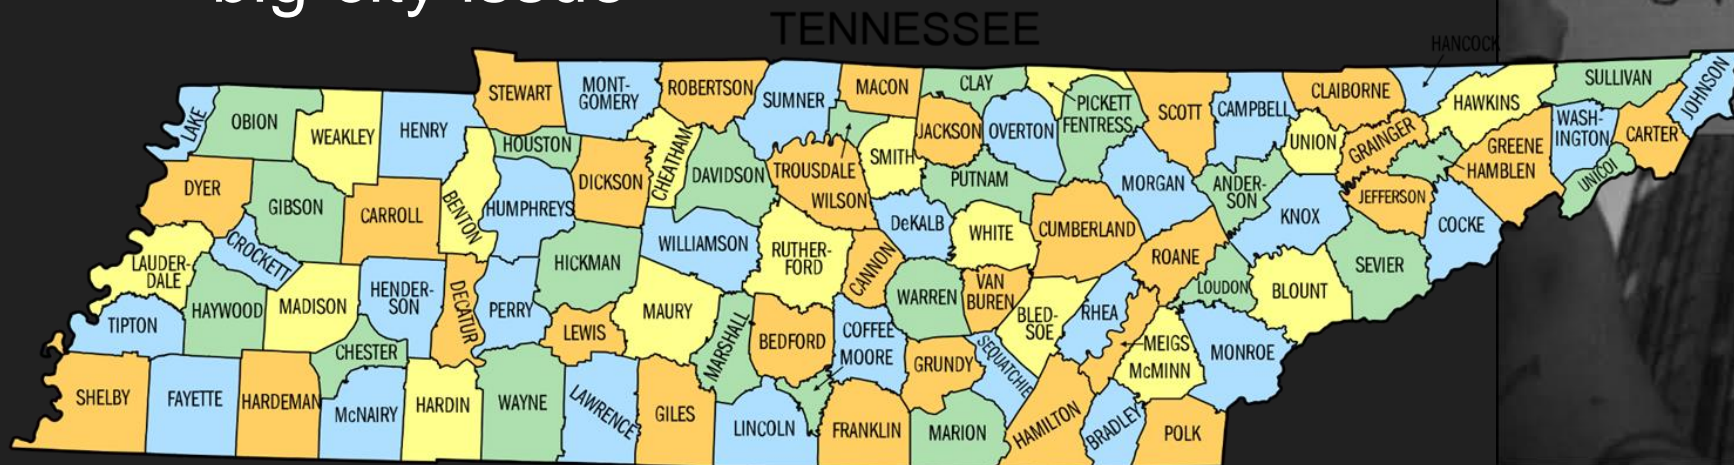 big-city issue
TENNESSEE
HANCOCK
STEWART
MONT-
GOMERY
ROBERTSON
SUMNER
MACON
CLAY
PICKETT
FENTRESS
SCOTT
CAMPBELL
CLAIBORNE
HAWKINS
SULLIVAN
JOHNSON
LAKE
OBION
WEAKLEY
HENRY
HOUSTON
CHEATHAM
TROUSDALE
SMITH
JACKSON
OVERTON
UNION
GRAINGER
GREENE
HAMBLEN
WASH-
INGTON
CARTER
UNICOI
DYER
GIBSON
CARROLL
BENTON
HUMPHREYS
DICKSON
DAVIDSON
WILSON
PUTNAM
MORGAN
ANDER-
SON
KNOX
JEFFERSON
COCKE
CROCKETT
WILLIAMSON
RUTHER-
FORD
CANNON
DeKALB
WHITE
CUMBERLAND
ROANE
LOUDON
BLOUNT
SEVIER
LAUDER-
DALE
HAYWOOD
MADISON
HENDER-
SON
DECATUR
PERRY
HICKMAN
LEWIS
MAURY
MARSHALL
BEDFORD
COFFEE
MOORE
WARREN
VAN
BUREN
BLED-
SOE
RHEA
MEIGS
McMINN
MONROE
TIPTON
CHESTER
GRUNDY
SEQUATCHIE
SHELBY
FAYETTE
HARDEMAN
McNAIRY
HARDIN
WAYNE
LAWRENCE
GILES
LINCOLN
FRANKLIN
MARION
HAMILTON
BRADLEY
POLK